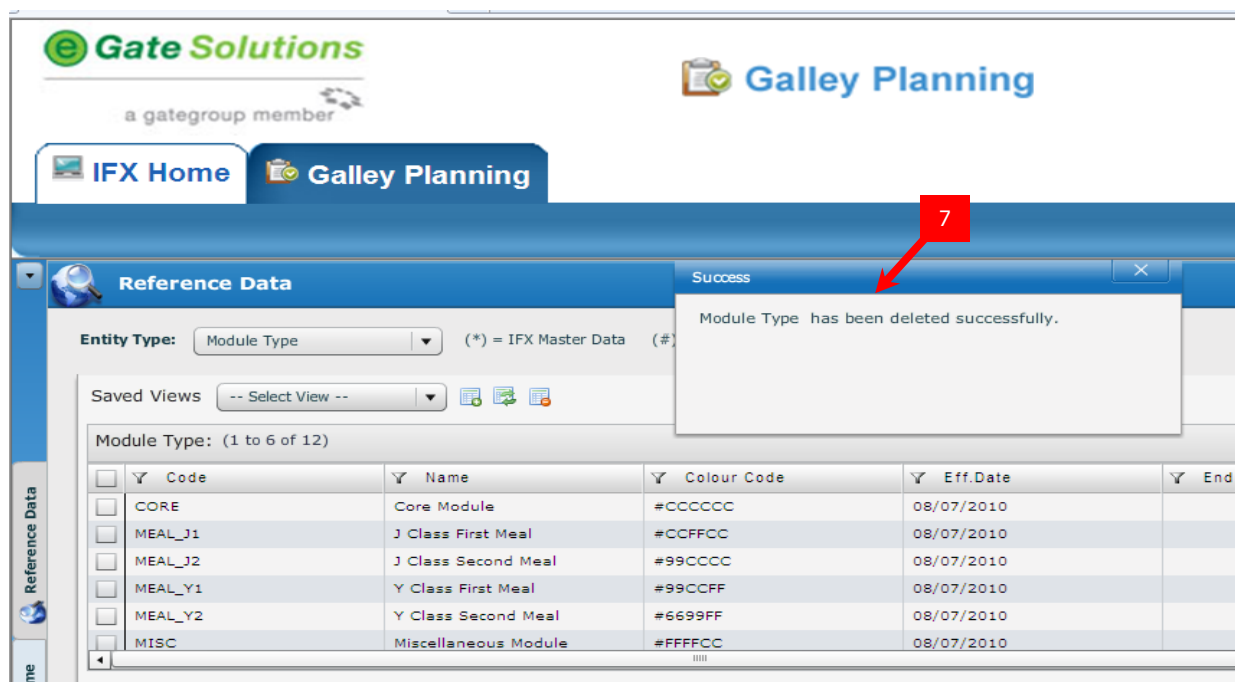 e Gate Solutions
a gategroup member
Galley Planning
IFX Home
Galley Planning
7
Reference Data
Success
Module Type has been deleted successfully.
Entity Type: Module Type (*) = IFX Master Data (#)
Saved Views -- Select View --
Module Type: (1 to 6 of 12)
Code Name Colour Code Eff.Date End
CORE Core Module #CCCCCC 08/07/2010
MEAL_J1 J Class First Meal #CCFFCC 08/07/2010
MEAL_J2 J Class Second Meal #99CCCC 08/07/2010
MEAL_Y1 Y Class First Meal #99CCFF 08/07/2010
MEAL_Y2 Y Class Second Meal #6699FF 08/07/2010
MISC Miscellaneous Module #FFFFCC 08/07/2010
Reference Data
me